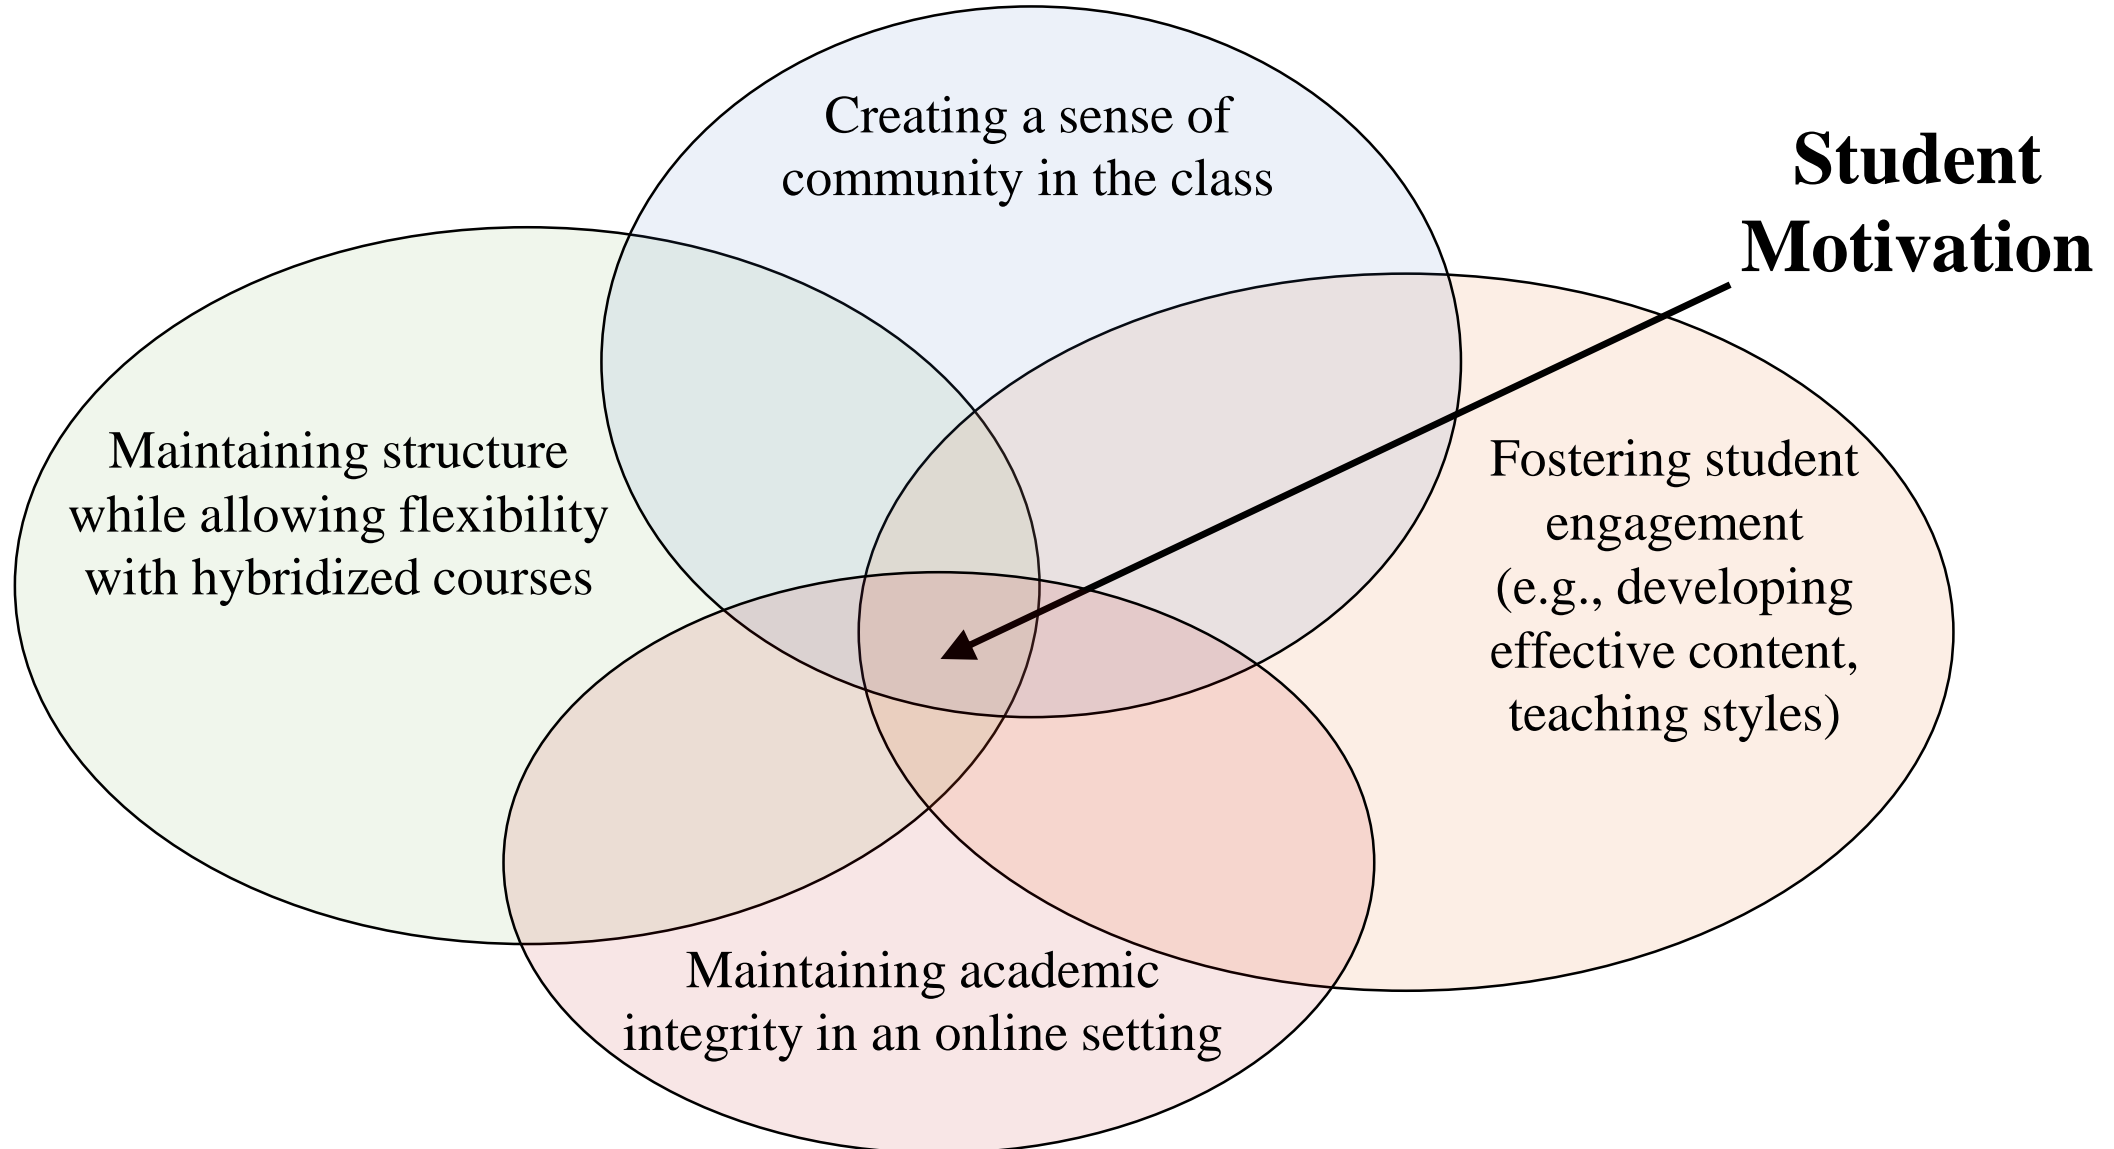 Creating a sense of
community in the class
Student
Motivation
Maintaining structure
while allowing flexibility
with hybridized courses
Fostering student
engagement
(e.g., developing
effective content,
teaching styles)
Maintaining academic
integrity in an online setting